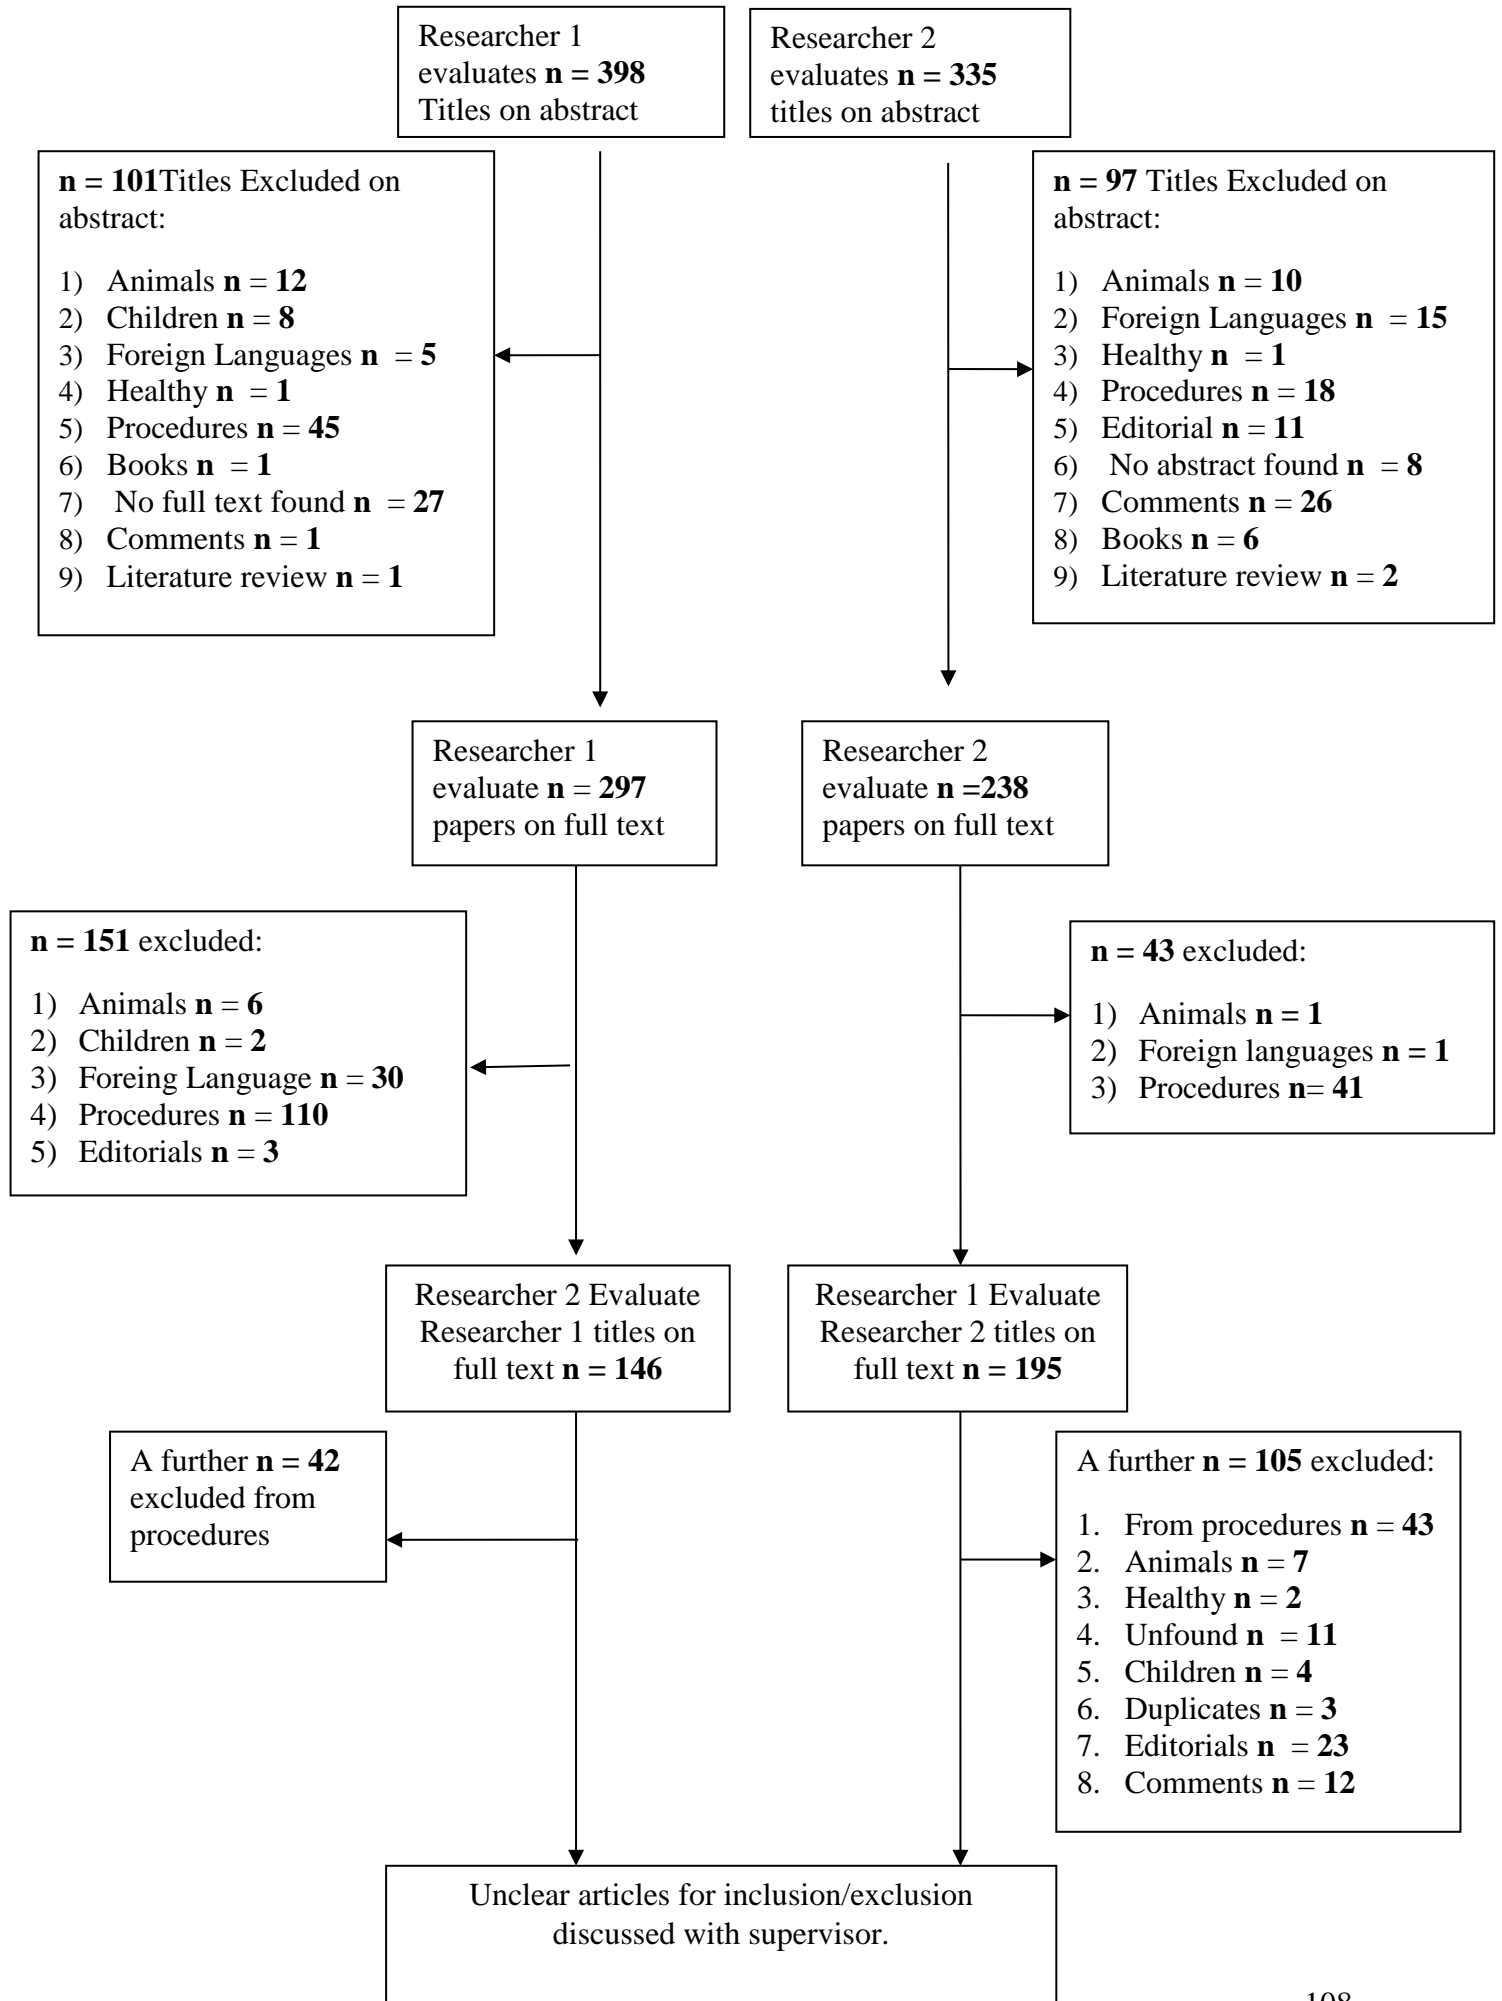 Researcher 1
evaluates n = 398
Titles on abstract
Researcher 2
evaluates n = 335
titles on abstract
n = 101Titles Excluded on
abstract:
1) Animals n = 12
2) Children n = 8
3) Foreign Languages n = 5
4) Healthy n = 1
5) Procedures n = 45
6) Books n = 1
7) No full text found n = 27
8) Comments n = 1
9) Literature review n = 1
n = 97 Titles Excluded on
abstract:
1) Animals n = 10
2) Foreign Languages n = 15
3) Healthy n = 1
4) Procedures n = 18
5) Editorial n = 11
6) No abstract found n = 8
7) Comments n = 26
8) Books n = 6
9) Literature review n = 2
Researcher 1
evaluate n = 297
papers on full text
Researcher 2
evaluate n =238
papers on full text
n = 151 excluded:
1) Animals n = 6
2) Children n = 2
3) Foreing Language n = 30
4) Procedures n = 110
5) Editorials n = 3
n = 43 excluded:
1) Animals n = 1
2) Foreign languages n = 1
3) Procedures n= 41
Researcher 2 Evaluate
Researcher 1 titles on
full text n = 146
Researcher 1 Evaluate
Researcher 2 titles on
full text n = 195
A further n = 42
excluded from
procedures
A further n = 105 excluded:
1. From procedures n = 43
2. Animals n = 7
3. Healthy n = 2
4. Unfound n = 11
5. Children n = 4
6. Duplicates n = 3
7. Editorials n = 23
8. Comments n = 12
Unclear articles for inclusion/exclusion
discussed with supervisor.
108